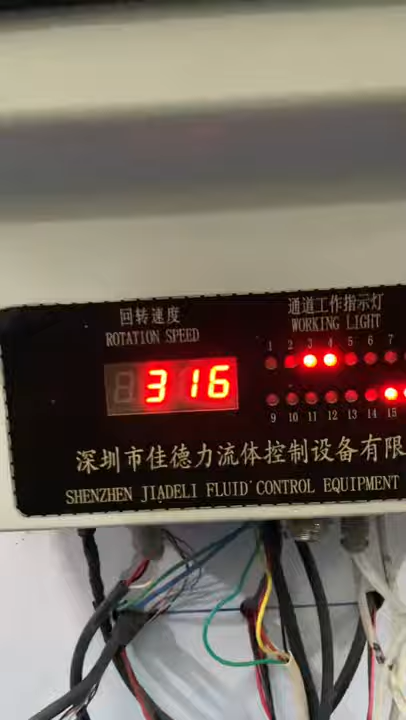 回转速度
ROTATION SPEED
316
通道工作指示灯
WORKING LIGHT
1 2 3 4 5 6 7
9 10 11 12 13 14 15
深圳市佳德力流体控制设备有限
SHENZHEN JIADELI FLUID CONTROL EQUIPMENT